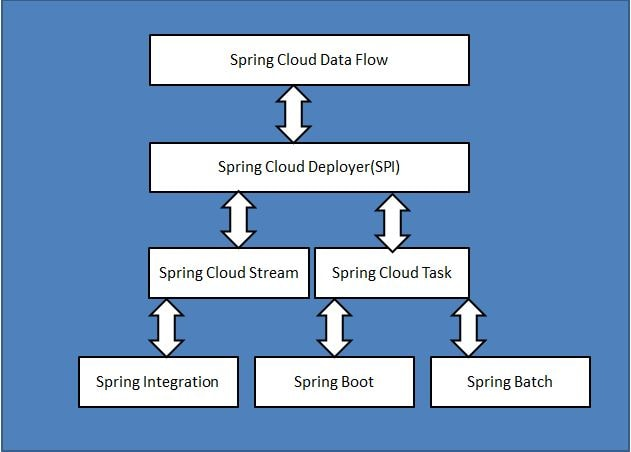 Spring Cloud Data Flow
Spring Cloud Deployer(SPI)
Spring Cloud Stream
Spring Cloud Task
Spring Integration
Spring Boot
Spring Batch